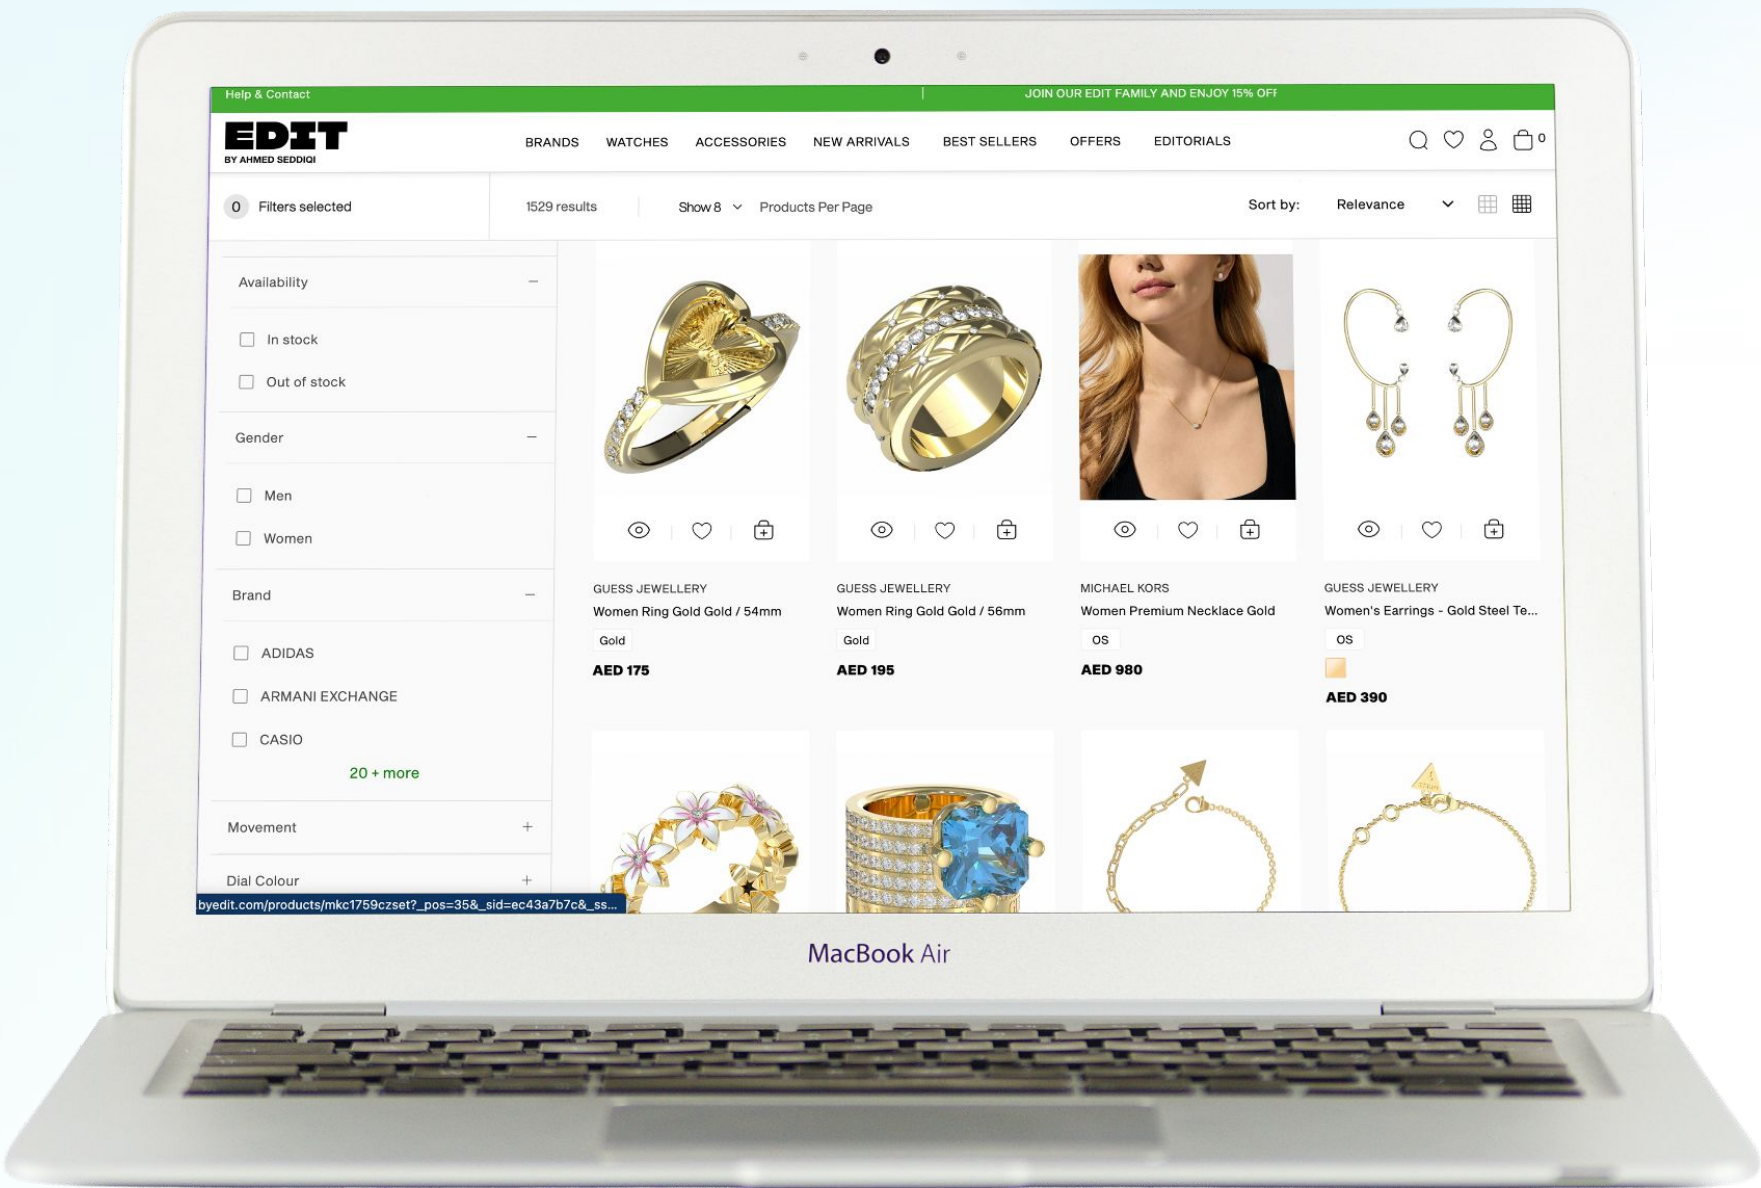 Help & Contact
JOIN OUR EDIT FAMILY AND ENJOY 15% OFF
EDIT
BY AHMED SEDDIQI
BRANDS WATCHES ACCESSORIES NEW ARRIVALS BEST SELLERS OFFERS EDITORIALS
0
0 Filters selected
1529 results
Show 8 Products Per Page
Sort by: Relevance
Availability
In stock
Out of stock
Gender
Men
Women
Brand
ADIDAS
ARMANI EXCHANGE
CASIO
20 + more
Movement
Dial Colour
GUESS JEWELLERY
Women Ring Gold Gold / 54mm
Gold
AED 175
GUESS JEWELLERY
Women Ring Gold Gold / 56mm
Gold
AED 195
MICHAEL KORS
Women Premium Necklace Gold
OS
AED 980
GUESS JEWELLERY
Women's Earrings - Gold Steel Te...
OS
AED 390
byedit.com/products/mkc1759czset?_pos=35&_sid=ec43a7b7c&_ss...
MacBook Air